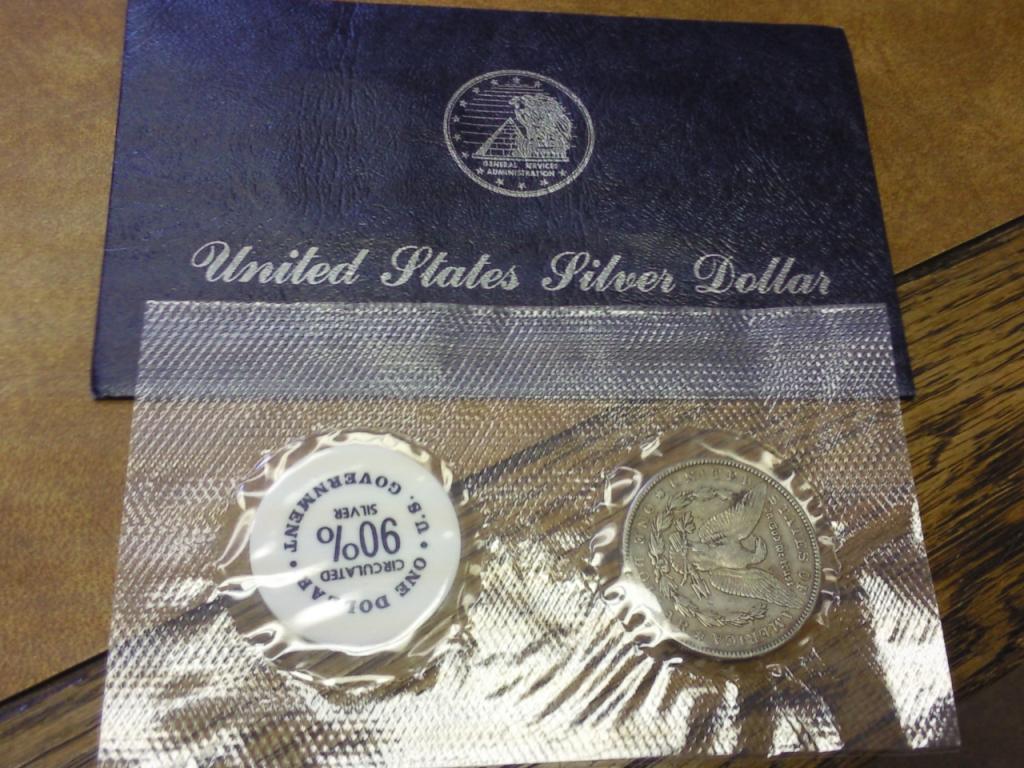 GENERAL SERVICES
ADMINISTRATION
United States Silver Dollar
U.S. GOVERNMENT
ONE DOLLAR
CIRCULATED
90%
SILVER